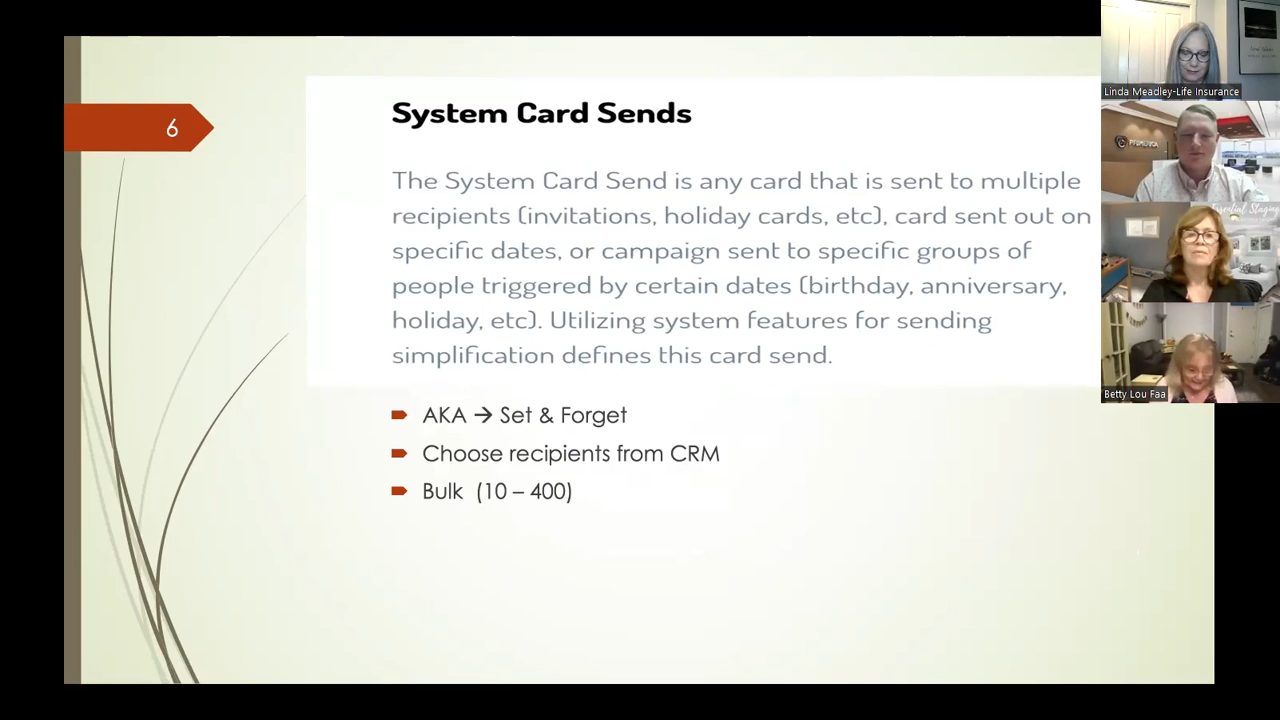 6
System Card Sends
The System Card Send is any card that is sent to multiple
recipients (invitations, holiday cards, etc), card sent out on
specific dates, or campaign sent to specific groups of
people triggered by certain dates (birthday, anniversary,
holiday, etc). Utilizing system features for sending
simplification defines this card send.
AKA → Set & Forget
Choose recipients from CRM
Bulk (10 – 400)
Linda Meadley-Life Insurance
Essential Staging
Betty Lou Faa